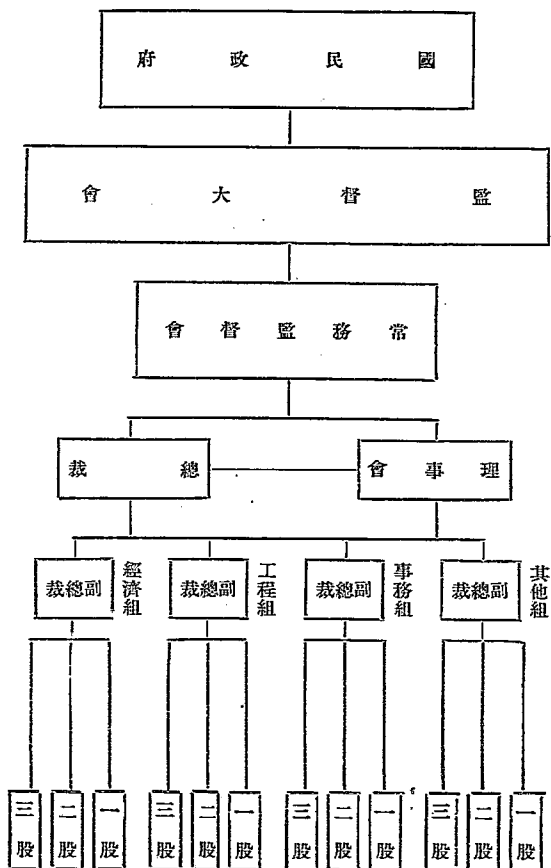 國民政府
監督大會
常務監督會
理事會
總裁
其他組
副總裁
事務組
副總裁
工程組
副總裁
經濟組
副總裁
一股
二股
三股
一股
二股
三股
一股
二股
三股
一股
二股
三股